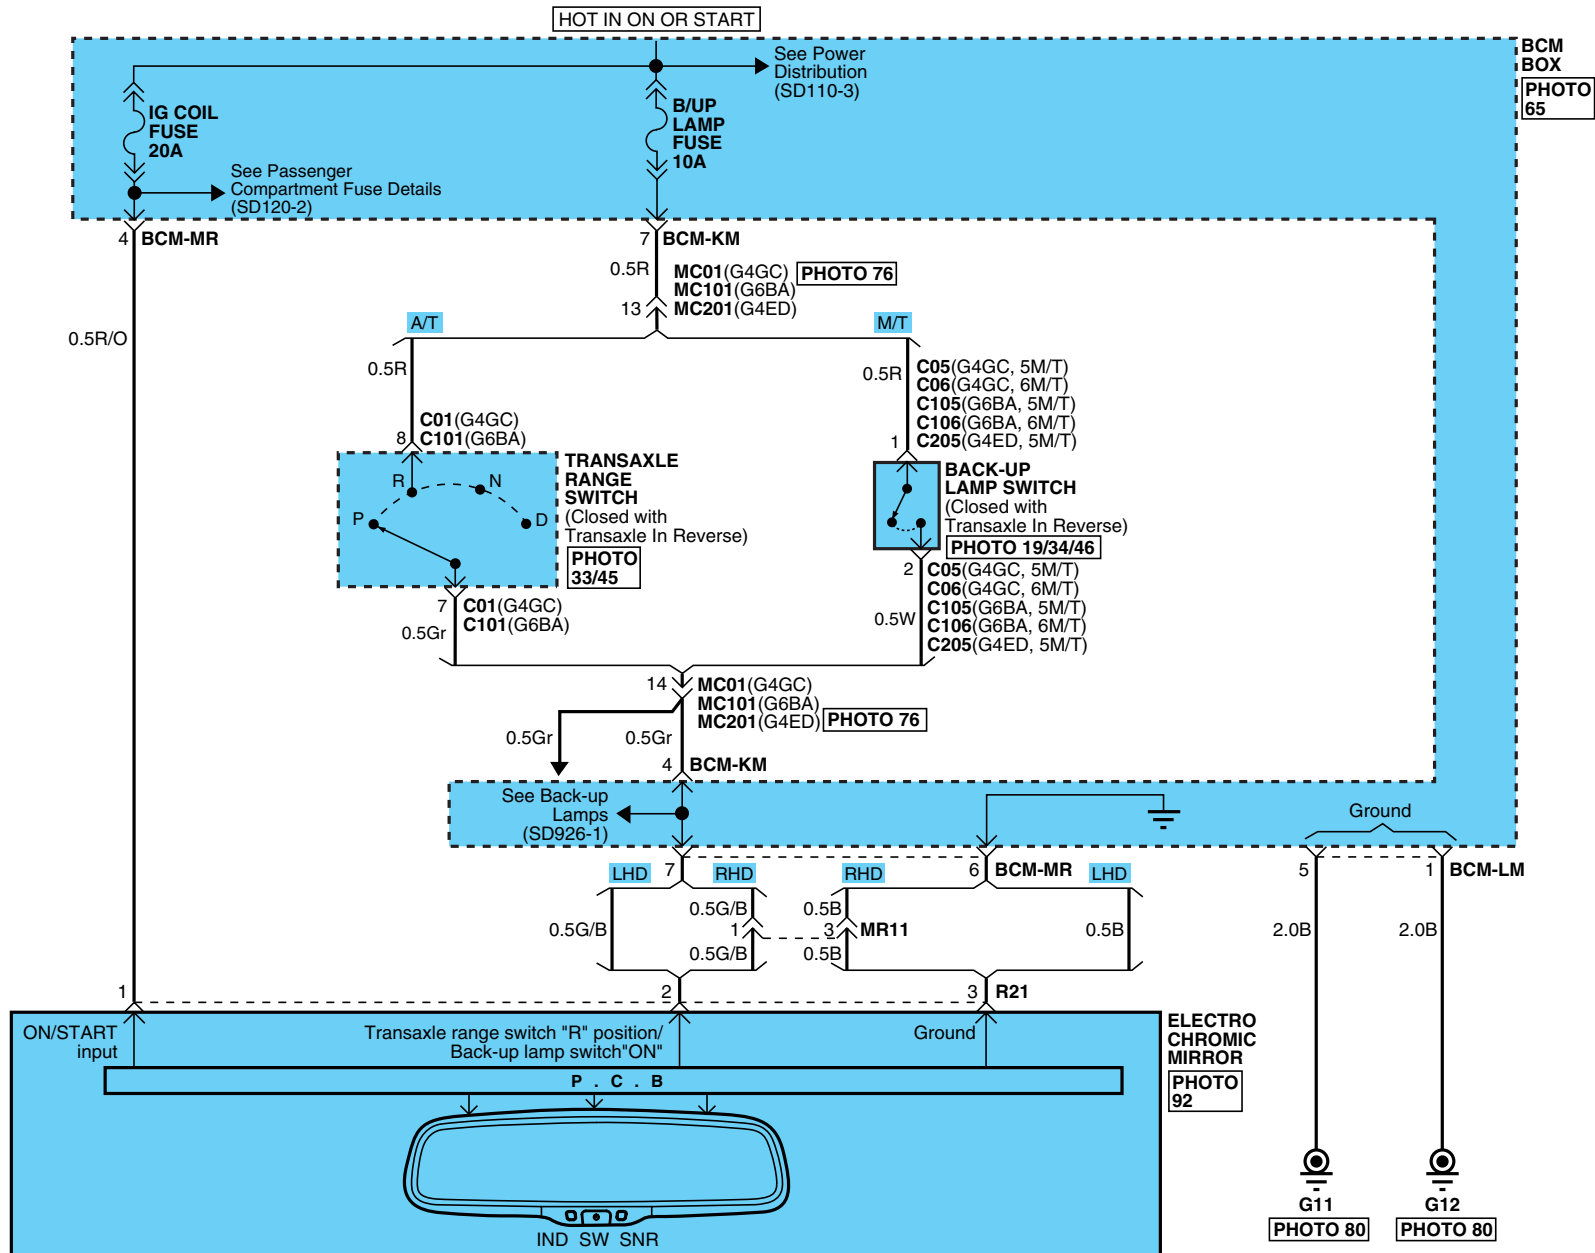 HOT IN ON OR START
BCM
BOX
PHOTO
65
See Power
Distribution
(SD110-3)
IG COIL
FUSE
20A
B/UP
LAMP
FUSE
10A
See Passenger
Compartment Fuse Details
(SD120-2)
4 BCM-MR
7 BCM-KM
0.5R
MC01(G4GC) PHOTO 76
MC101(G6BA)
13 MC201(G4ED)
0.5R/O
A/T
M/T
0.5R
0.5R
C05(G4GC, 5M/T)
C06(G4GC, 6M/T)
C105(G6BA, 5M/T)
C106(G6BA, 6M/T)
1 C205(G4ED, 5M/T)
C01(G4GC)
8 C101(G6BA)
P R N D
TRANSAXLE
RANGE
SWITCH
(Closed with
Transaxle In Reverse)
PHOTO
33/45
BACK-UP
LAMP SWITCH
(Closed with
Transaxle In Reverse)
PHOTO 19/34/46
7 C01(G4GC)
C101(G6BA)
0.5Gr
2 C05(G4GC, 5M/T)
C06(G4GC, 6M/T)
C105(G6BA, 5M/T)
0.5W
C106(G6BA, 6M/T)
C205(G4ED, 5M/T)
14 MC01(G4GC)
MC101(G6BA)
MC201(G4ED) PHOTO 76
0.5Gr
0.5Gr
4 BCM-KM
See Back-up
Lamps
(SD926-1)
Ground
LHD 7 RHD
RHD 6 BCM-MR LHD
5 1 BCM-LM
0.5G/B
0.5G/B
1
0.5G/B
0.5B
3 MR11
0.5B
0.5B
2.0B
2.0B
1 2 3 R21
ON/START
input
Transaxle range switch "R" position/
Back-up lamp switch"ON"
Ground
ELECTRO
CHROMIC
MIRROR
PHOTO
92
P . C . B
IND SW SNR
G11
PHOTO 80
G12
PHOTO 80